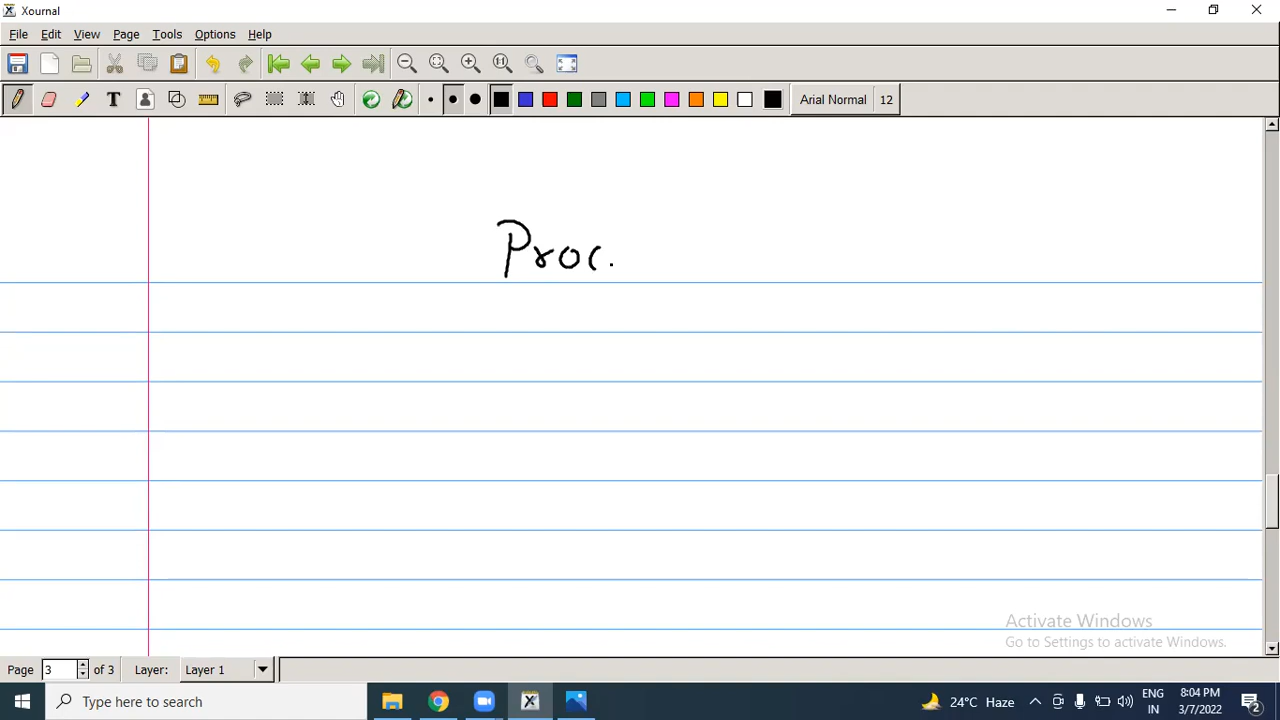 Xournal
File Edit View Page Tools Options Help
Arial Normal 12
Proc.
Activate Windows
Go to Settings to activate Windows.
Page 3 of 3 Layer: Layer 1
Type here to search
24°C Haze
ENG
IN
8:04 PM
3/7/2022
2